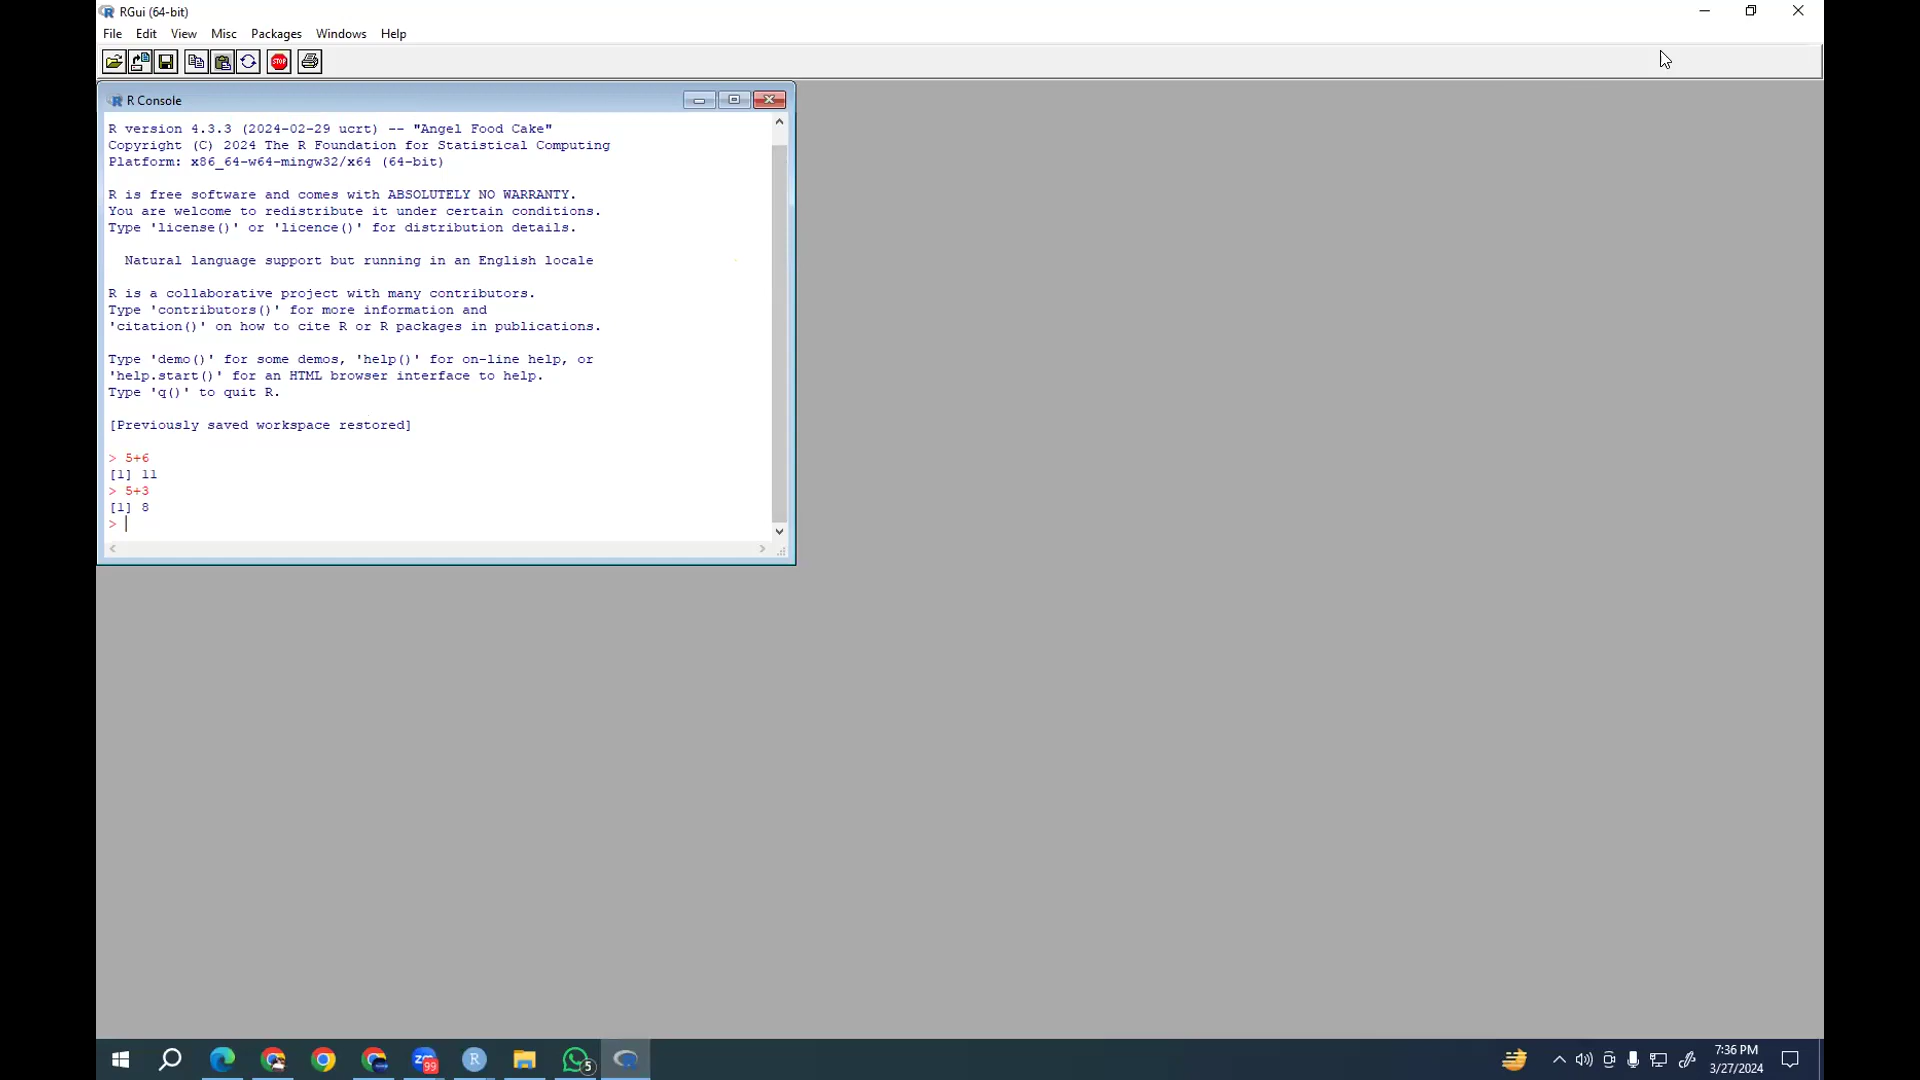 RGui (64-bit)
File Edit View Misc Packages Windows Help
STOP
R Console
R version 4.3.3 (2024-02-29 ucrt) -- "Angel Food Cake"
Copyright (C) 2024 The R Foundation for Statistical Computing
Platform: x86_64-w64-mingw32/x64 (64-bit)
R is free software and comes with ABSOLUTELY NO WARRANTY.
You are welcome to redistribute it under certain conditions.
Type 'license()' or 'licence()' for distribution details.
Natural language support but running in an English locale
R is a collaborative project with many contributors.
Type 'contributors()' for more information and
'citation()' on how to cite R or R packages in publications.
Type 'demo()' for some demos, 'help()' for on-line help, or
'help.start()' for an HTML browser interface to help.
Type 'q()' to quit R.
[Previously saved workspace restored]
> 5+6
[1] 11
> 5+3
[1] 8
>
99
R
5
7:36 PM
3/27/2024